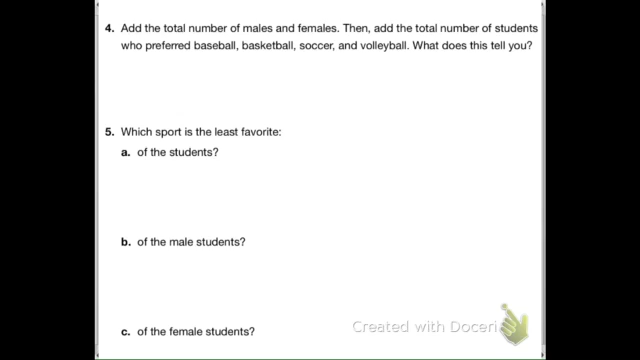 4. Add the total number of males and females. Then, add the total number of students
who preferred baseball, basketball, soccer, and volleyball. What does this tell you?
5. Which sport is the least favorite:
a. of the students?
b. of the male students?
c. of the female students?
Created with Doceri